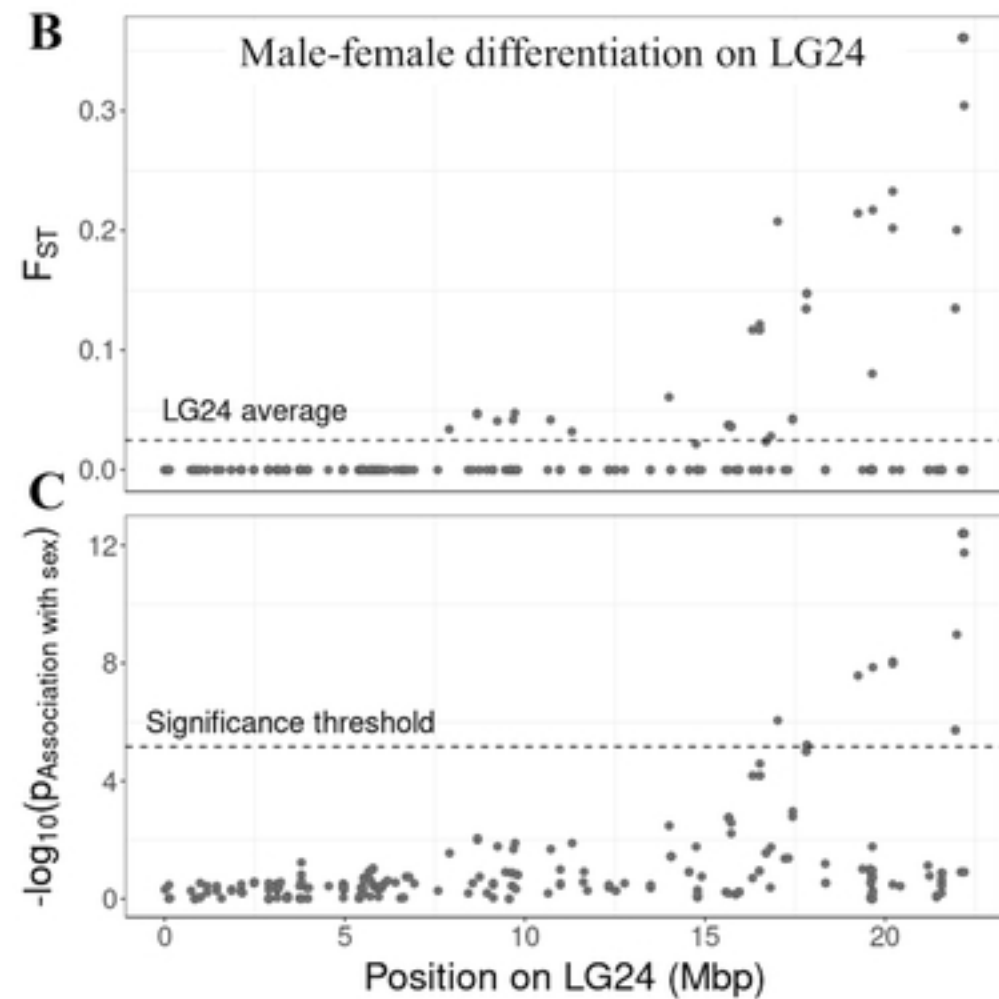 B
Male-female differentiation on LG24
0.3
0.2
0.1
0.0
FST
LG24 average
C
12
8
4
0
-log10(pAssociation with sex)
Significance threshold
0 5 10 15 20
Position on LG24 (Mbp)